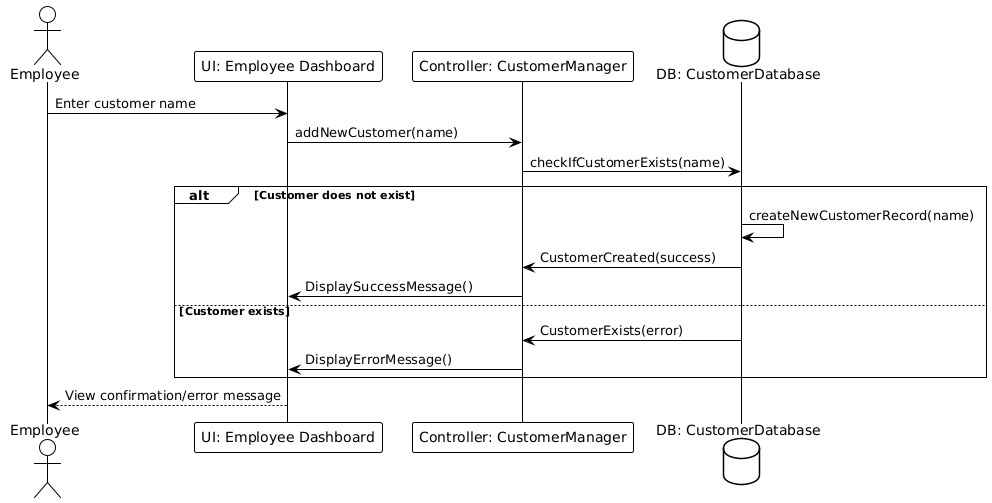 Employee
UI: Employee Dashboard
Controller: CustomerManager
DB: CustomerDatabase
Enter customer name
addNewCustomer(name)
checkIfCustomerExists(name)
alt
[Customer does not exist]
createNewCustomerRecord(name)
CustomerCreated(success)
DisplaySuccessMessage()
[Customer exists]
CustomerExists(error)
DisplayErrorMessage()
View confirmation/error message
Employee
UI: Employee Dashboard
Controller: CustomerManager
DB: CustomerDatabase